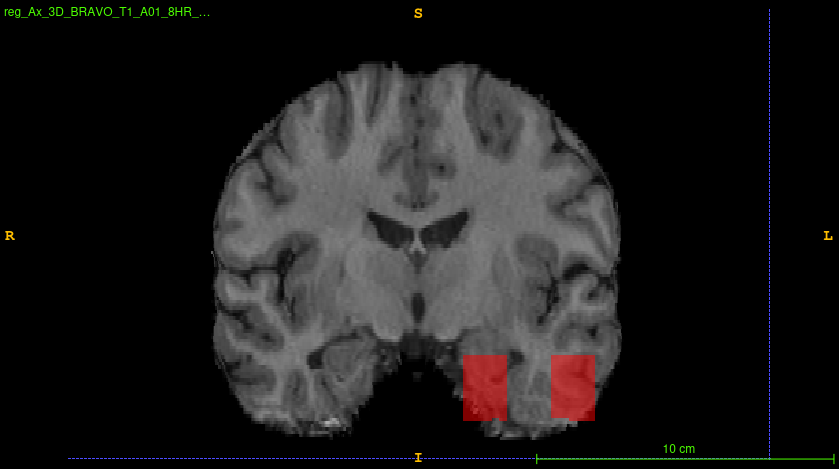 reg_Ax_3D_BRAVO_T1_A01_8HR_...
S
R
L
I
10 cm